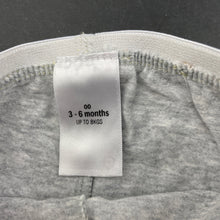 00
3 - 6 months
UP TO 8KGS